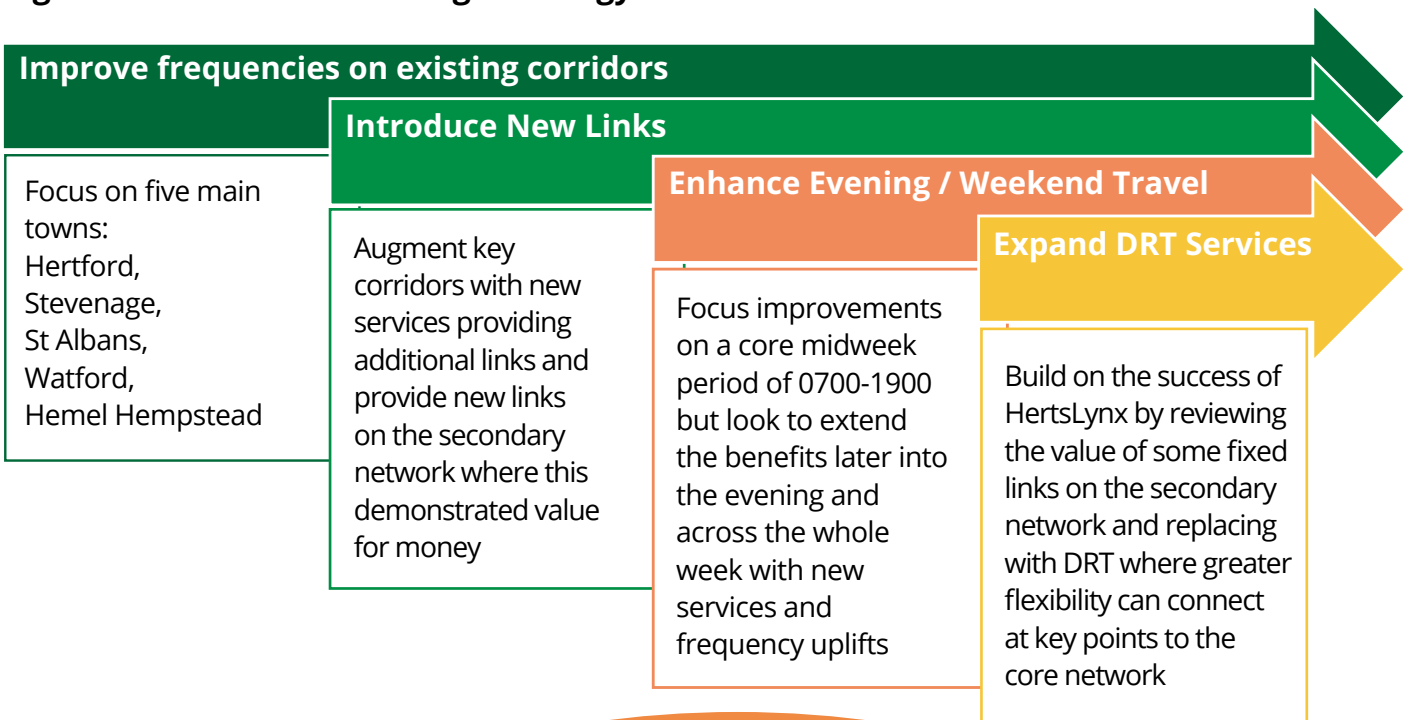 Improve frequencies on existing corridors
Focus on five main
towns:
Hertford,
Stevenage,
St Albans,
Watford,
Hemel Hempstead
Introduce New Links
Augment key
corridors with new
services providing
additional links and
provide new links
on the secondary
network where this
demonstrated value
for money
Enhance Evening / Weekend Travel
Focus improvements
on a core midweek
period of 0700-1900
but look to extend
the benefits later into
the evening and
across the whole
week with new
services and
frequency uplifts
Expand DRT Services
Build on the success of
HertsLynx by reviewing
the value of some fixed
links on the secondary
network and replacing
with DRT where greater
flexibility can connect
at key points to the
core network